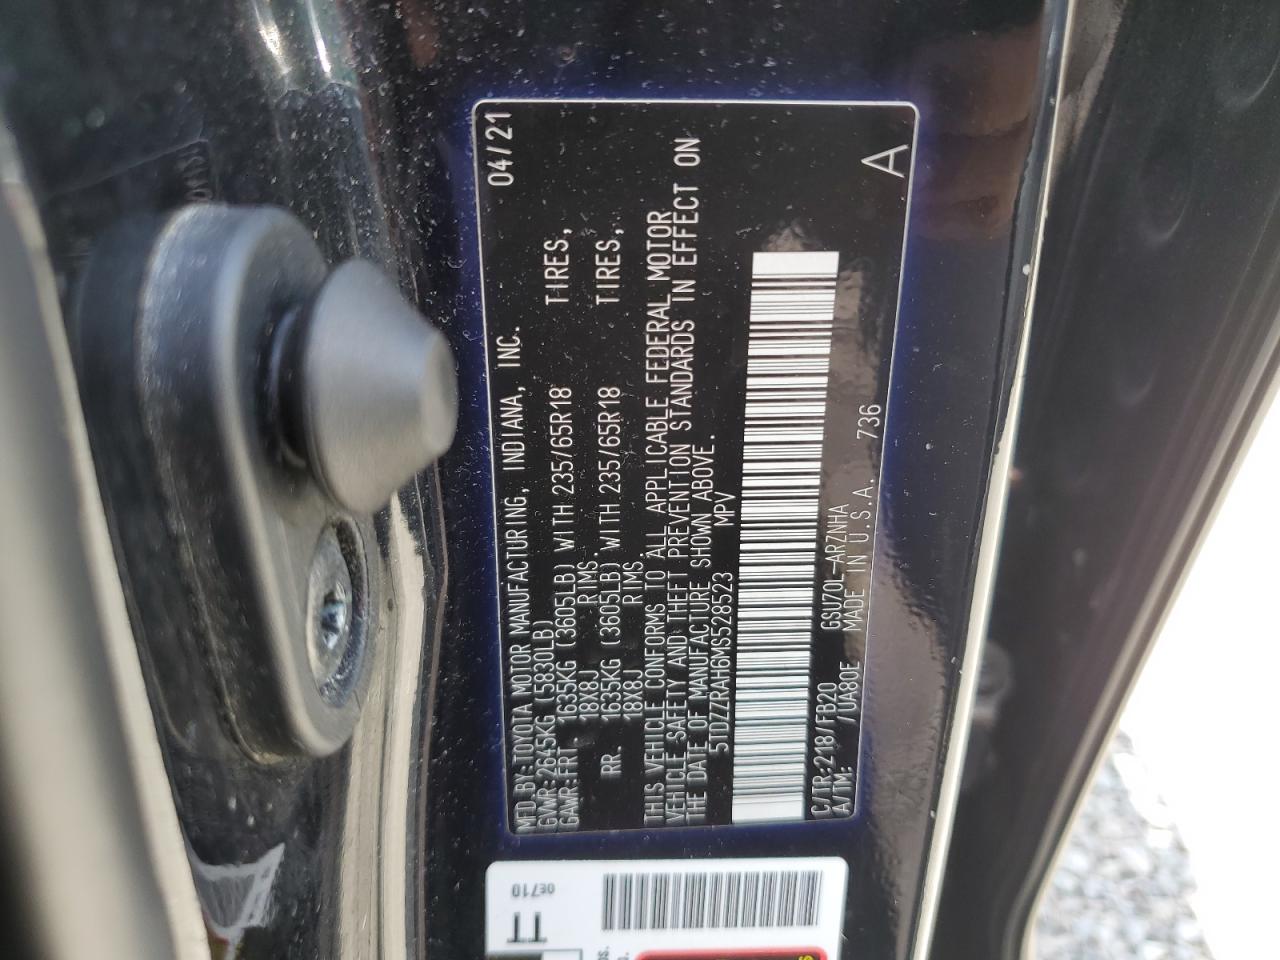 MFD.BY:TOYOTA MOTOR MANUFACTURING, INDIANA, INC. 04/21
GVWR:2645KG (5830LB)
GAWR:FRT. 1635KG (3605LB) WITH 235/65R18 TIRES,
18X8J RIMS.
RR. 1635KG (3605LB) WITH 235/65R18 TIRES,
18X8J RIMS.
THIS VEHICLE CONFORMS TO ALL APPLICABLE FEDERAL MOTOR
VEHICLE SAFETY AND THEFT PREVENTION STANDARDS IN EFFECT ON
THE DATE OF MANUFACTURE SHOWN ABOVE.
5TDZZRAH6MS528523 MPV
C/TR:218/FB20 GSU70L-ARZNHA
A/TM: /UA80E MADE IN U.S.A. 736 A
0E710
TT